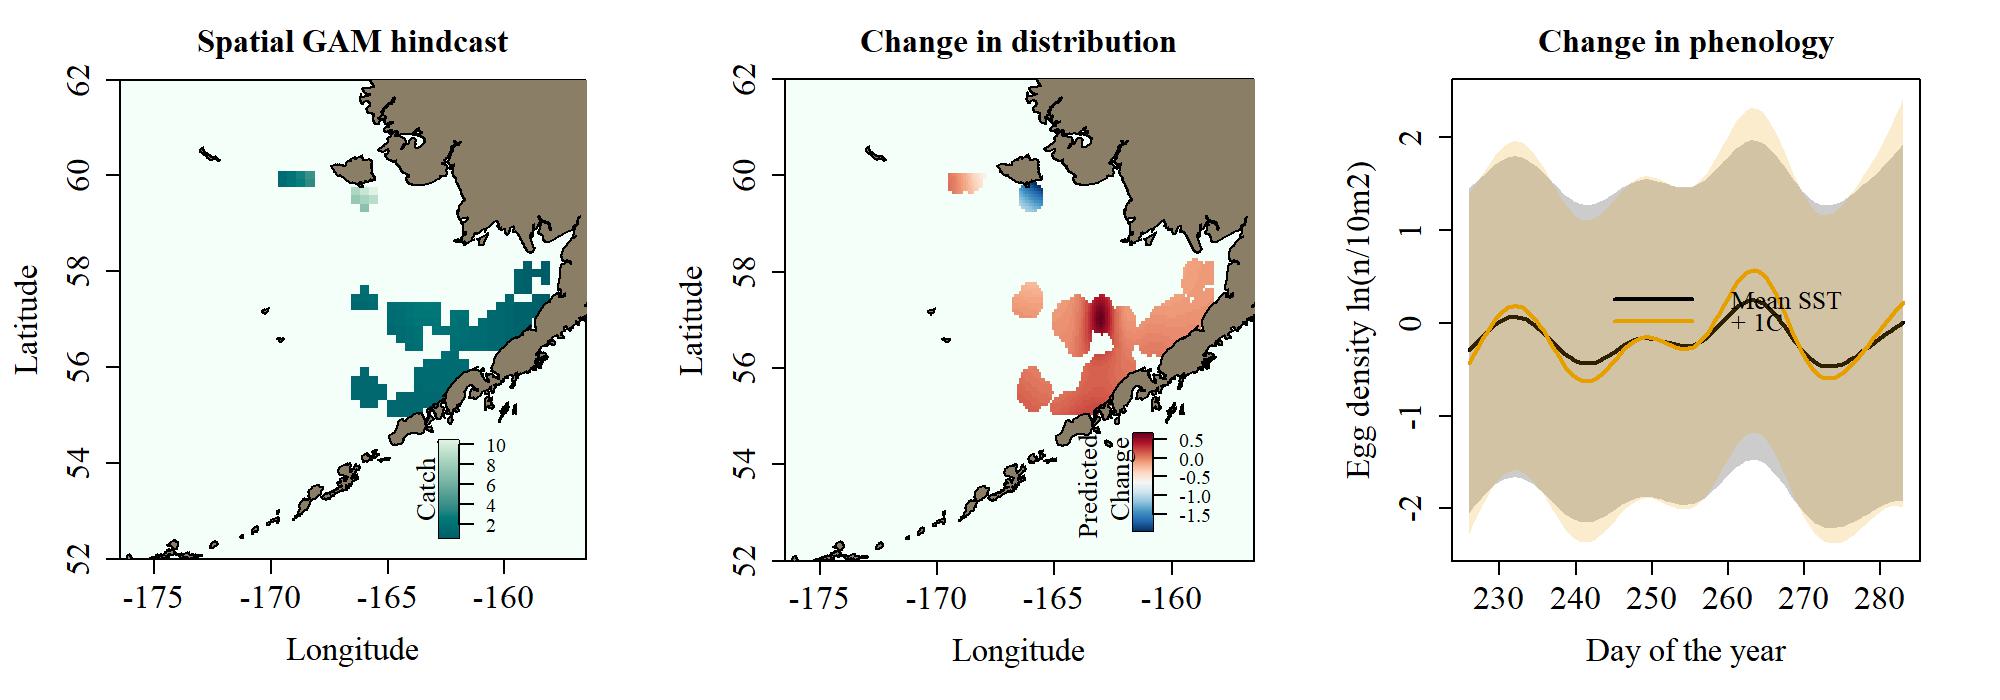 Spatial GAM hindcast
62
60
58
56
54
52
Latitude
-175
-170
-165
-160
Longitude
Catch
10
8
6
4
2
Change in distribution
62
60
58
56
54
52
Latitude
-175
-170
-165
-160
Longitude
Predicted
Change
0.5
0.0
-0.5
-1.0
-1.5
Change in phenology
2
1
0
-1
-2
Egg density ln(n/10m2)
Mean SST
+ 1C
230
240
250
260
270
280
Day of the year